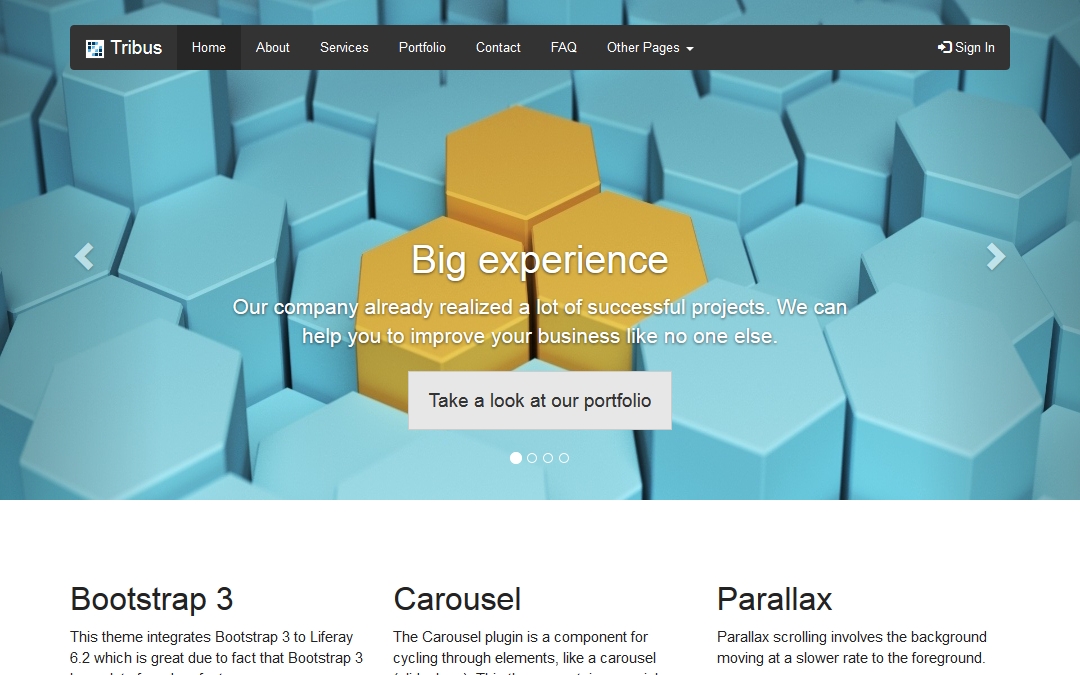 Tribus Home About Services Portfolio Contact FAQ Other Pages Sign In
Big experience
Our company already realized a lot of successful projects. We can
help you to improve your business like no one else.
Take a look at our portfolio
Bootstrap 3
This theme integrates Bootstrap 3 to Liferay
6.2 which is great due to fact that Bootstrap 3
Carousel
The Carousel plugin is a component for
cycling through elements, like a carousel
Parallax
Parallax scrolling involves the background
moving at a slower rate to the foreground.